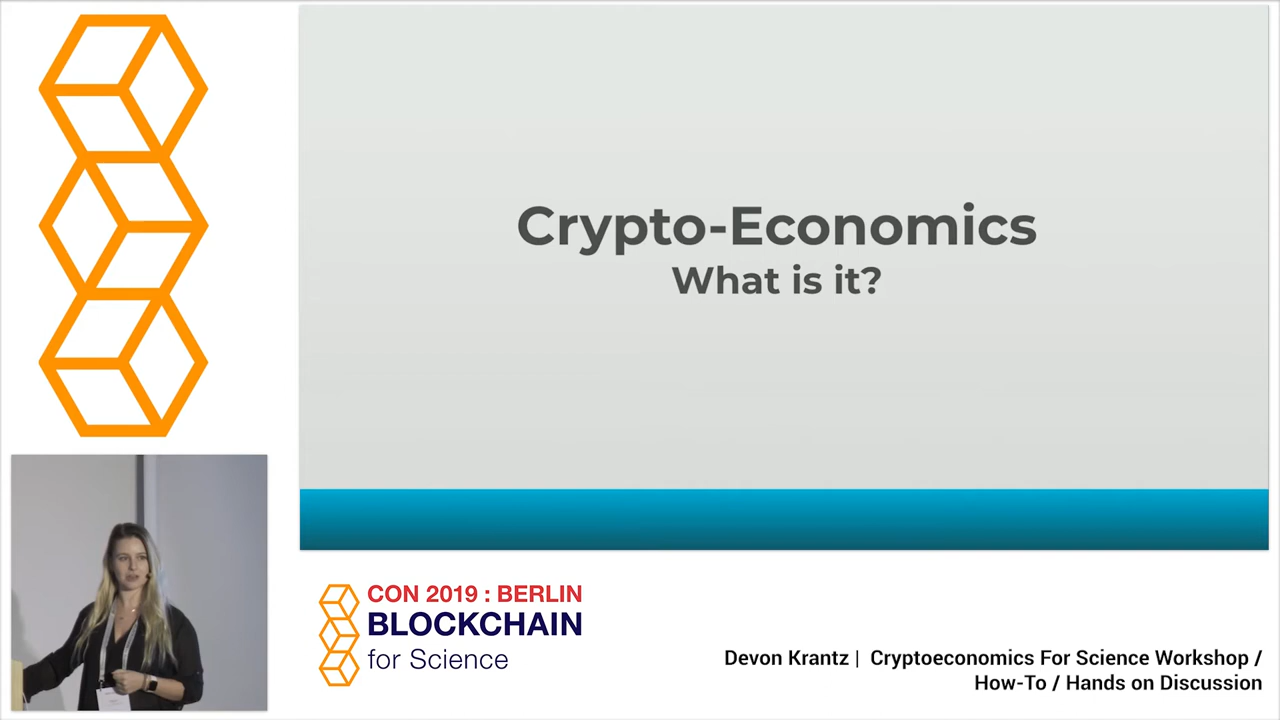 Crypto-Economics
What is it?
CON 2019 : BERLIN
BLOCKCHAIN
for Science
Devon Krantz | Cryptoeconomics For Science Workshop /
How-To / Hands on Discussion